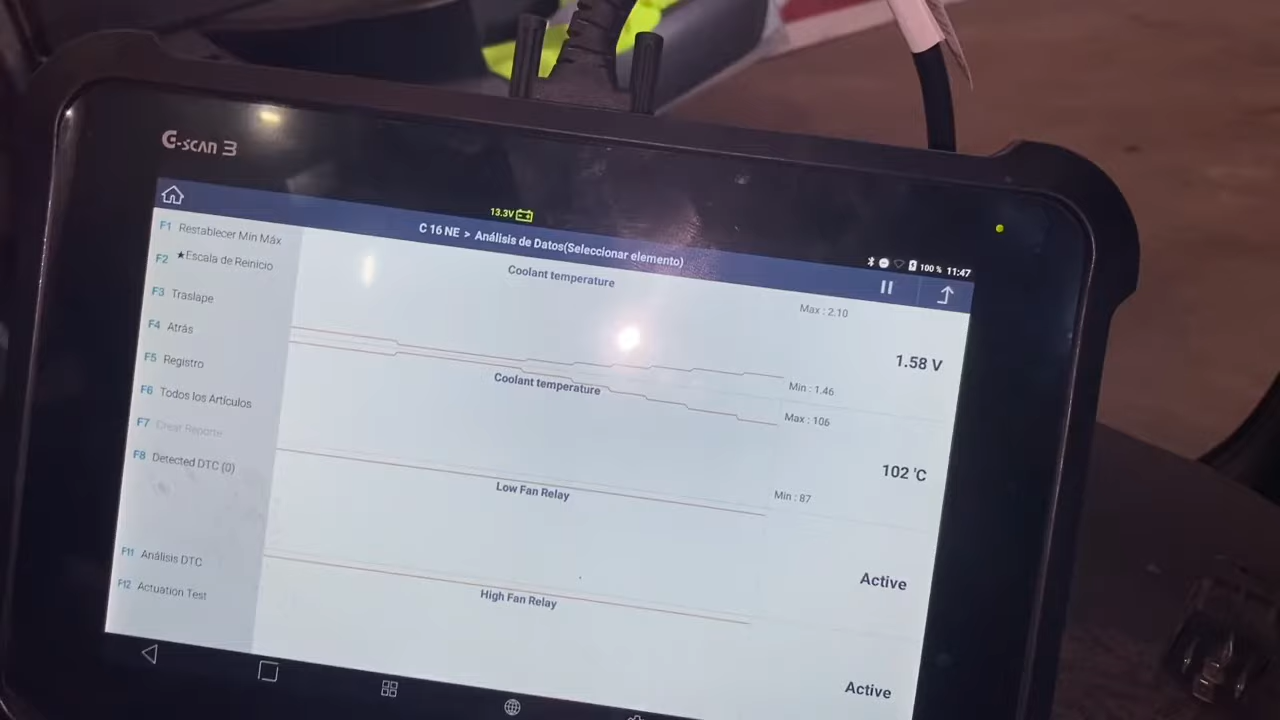 G-scan 3
13.3V
C 16 NE > Análisis de Datos(Seleccionar elemento)
100 % 11:47
F1 Restablecer Mín Máx
F2 ★Escala de Reinicio
F3 Traslape
F4 Atrás
F5 Registro
F6 Todos los Artículos
F7 Crear Reporte
F8 Detected DTC (0)
F11 Análisis DTC
F12 Actuation Test
Coolant temperature
Max : 2.10
1.58 V
Min : 1.46
Coolant temperature
Max : 106
102 'C
Min : 87
Low Fan Relay
Active
High Fan Relay
Active